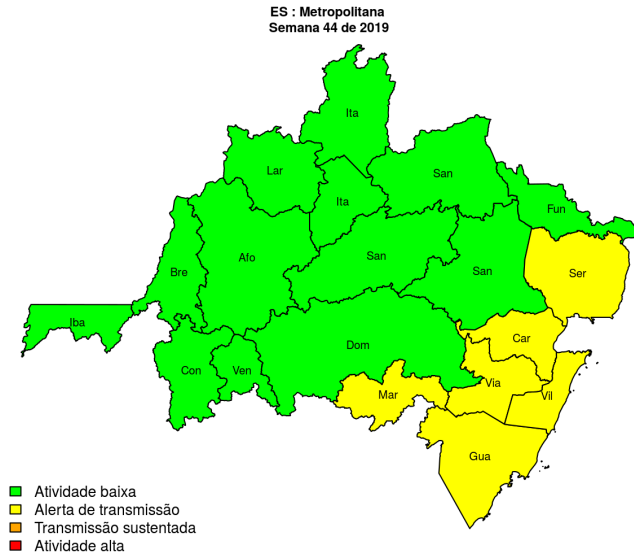 ES : Metropolitana
Semana 44 de 2019
Ita
Lar
San
Ita
Fun
Afo
San
San
Bre
Ser
Iba
Car
Dom
Con
Ven
Via
Mar
Vil
Gua
Atividade baixa
Alerta de transmissão
Transmissão sustentada
Atividade alta